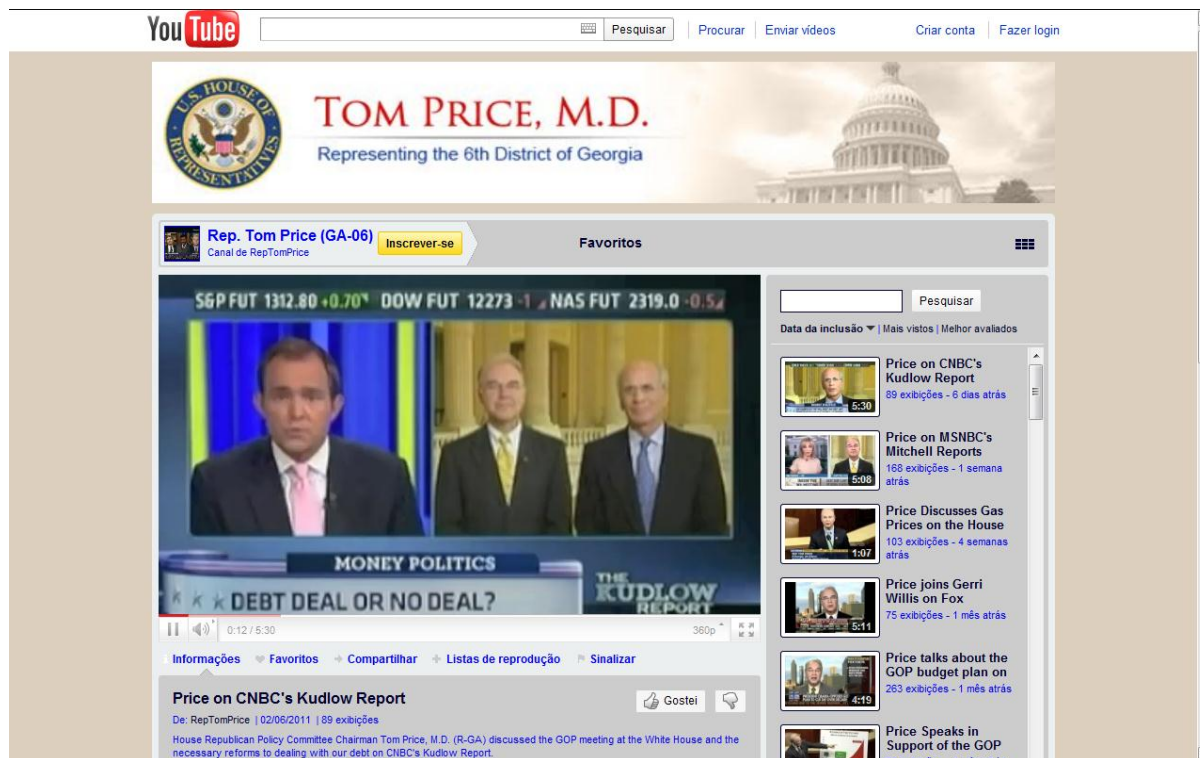 You Tube
Pesquisar
Procurar
Enviar vídeos
Criar conta
Fazer login
U.S. HOUSE OF REPRESENTATIVES
TOM PRICE, M.D.
Representing the 6th District of Georgia
Rep. Tom Price (GA-06)
Canal de RepTomPrice
Inscrever-se
Favoritos
S&P FUT 1312.80 +0.70 DOW FUT 12273 -1 NAS FUT 2319.0 -0.5
MONEY POLITICS
DEBT DEAL OR NO DEAL?
THE
KUDLOW
REPORT
0:12 / 5:30
360p
Informações
Favoritos
Compartilhar
Listas de reprodução
Sinalizar
Price on CNBC's Kudlow Report
Gostei
De: RepTomPrice | 02/06/2011 | 89 exibições
House Republican Policy Committee Chairman Tom Price, M.D. (R-GA) discussed the GOP meeting at the White House and the
necessary reforms to dealing with our debt on CNBC's Kudlow Report.
Pesquisar
Data da inclusão | Mais vistos | Melhor avaliados
Price on CNBC's
Kudlow Report
89 exibições - 6 dias atrás
5:30
Price on MSNBC's
Mitchell Reports
168 exibições - 1 semana
atrás
5:08
Price Discusses Gas
Prices on the House
103 exibições - 4 semanas
atrás
1:07
Price joins Gerri
Willis on Fox
75 exibições - 1 mês atrás
5:11
Price talks about the
GOP budget plan on
263 exibições - 1 mês atrás
4:19
Price Speaks in
Support of the GOP